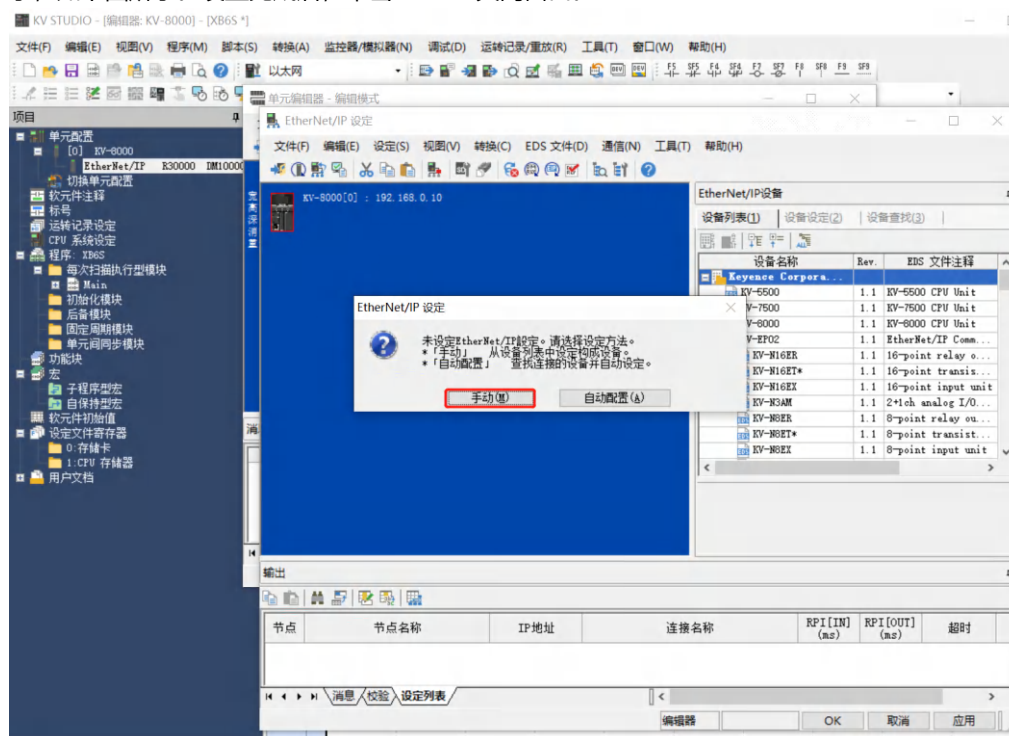 KV STUDIO - [编辑器: KV-8000] - [XB6S *]
文件(F) 编辑(E) 视图(V) 程序(M) 脚本(S) 转换(A) 监控器/模拟器(N) 调试(D) 运转记录/重放(R) 工具(T) 窗口(W) 帮助(H)
以太网
单元编辑器 - 编辑模式
项目
单元配置
[0] KV-8000
EtherNet/IP R30000 DM1000
切换单元配置
软元件注释
标号
运转记录设定
CPU 系统设定
程序: XB6S
每次扫描执行型模块
Main
初始化模块
后备模块
固定周期模块
单元间同步模块
功能块
宏
子程序型宏
自保持型宏
软元件初始值
设定文件寄存器
0:存储卡
1:CPU 存储器
用户文档
EtherNet/IP 设定
文件(F) 编辑(E) 设定(S) 视图(V) 转换(C) EDS 文件(D) 通信(N) 工具(T) 帮助(H)
KV-8000[0] : 192.168.0.10
EtherNet/IP设备
设备列表(1) 设备设定(2) 设备查找(3)
设备名称 Rev. EDS 文件注释
Keyence Corpora...
KV-5500 1.1 KV-5500 CPU Unit
V-7500 1.1 KV-7500 CPU Unit
V-8000 1.1 KV-8000 CPU Unit
V-EP02 1.1 EtherNet/IP Comm...
KV-N16ER 1.1 16-point relay o...
KV-N16ET* 1.1 16-point transis...
KV-N16EX 1.1 16-point input unit
KV-N3AM 1.1 2+1ch analog I/O...
KV-N8ER 1.1 8-point relay ou...
KV-N8ET* 1.1 8-point transist...
KV-N8EX 1.1 8-point input unit
EtherNet/IP 设定
未设定EtherNet/IP設定。请选择设定方法。
*「手动」 从设备列表中设定构成设备。
*「自动配置」 查找连接的设备并自动设定。
手动(M) 自动配置(A)
输出
节点 节点名称 IP地址 连接名称 RPI[IN] (ms) RPI[OUT] (ms) 超时
消息 校验 设定列表
编辑器 OK 取消 应用